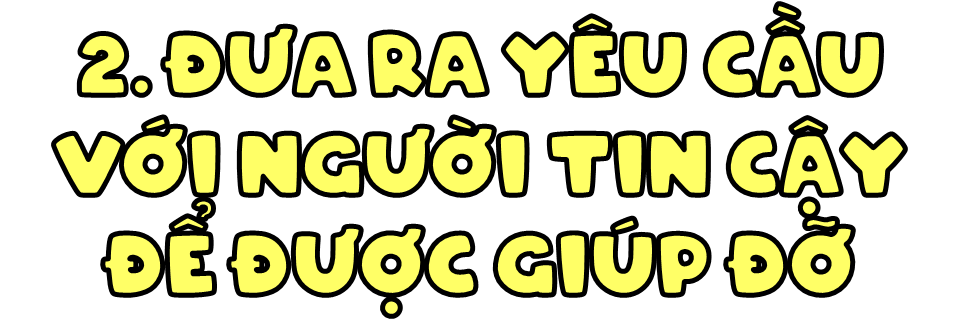 2. ĐƯA RA YÊU CẦU
VỚI NGƯỜI TIN CẬY
ĐỂ ĐƯỢC GIÚP ĐỠ